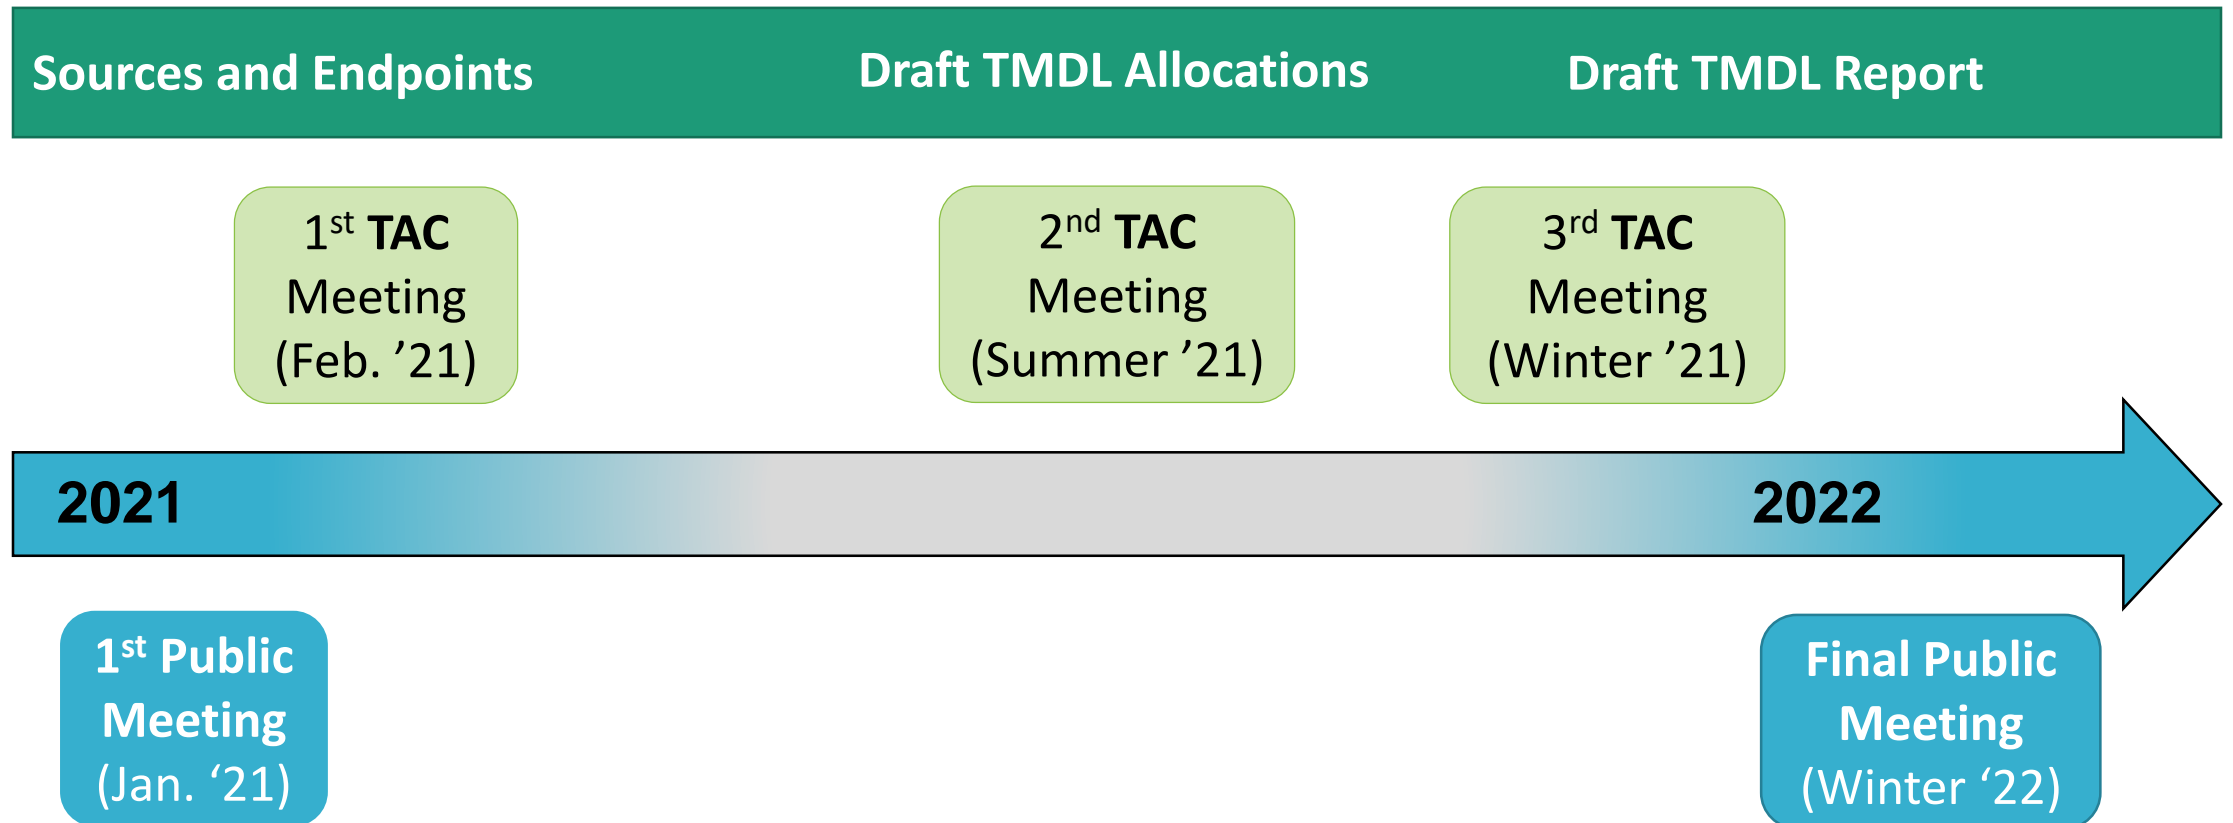 Sources and Endpoints
Draft TMDL Allocations
Draft TMDL Report
1st TAC
Meeting
(Feb. ’21)
2nd TAC
Meeting
(Summer ’21)
3rd TAC
Meeting
(Winter ’21)
2021
2022
1st Public
Meeting
(Jan. ‘21)
Final Public
Meeting
(Winter ‘22)